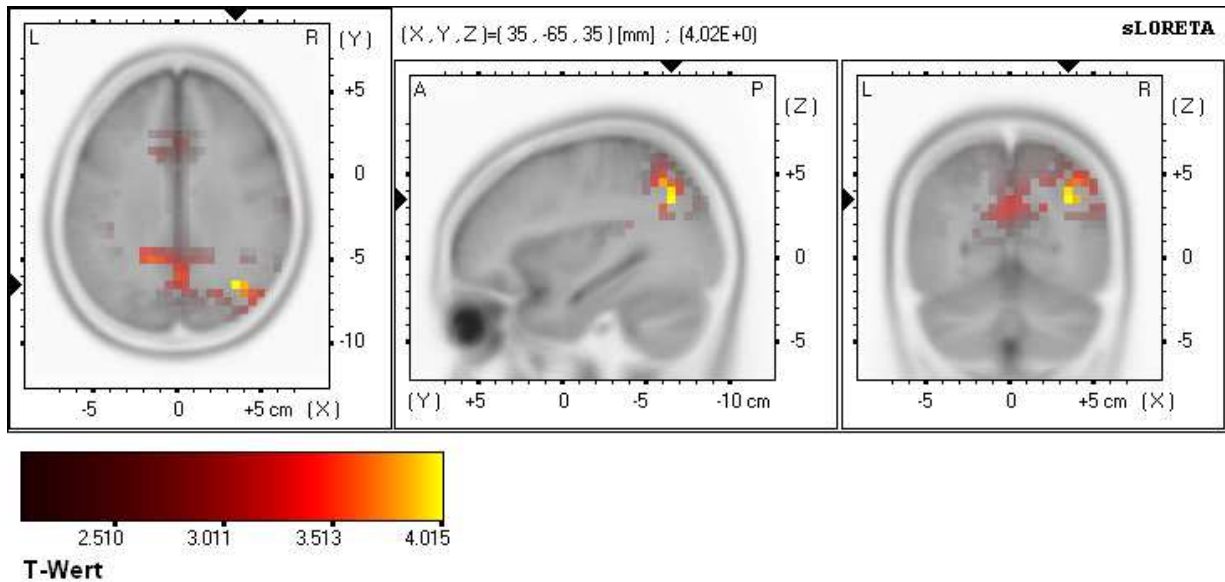 (X,Y,Z)=(35,-65,35)[mm] ; (4,02E+0)
sLORETA
L R (Y)
+5
0
-5
-10
-5 0 +5 cm (X)
A P (Z)
+5
0
-5
(Y) +5 0 -5 -10 cm
L R (Z)
+5
0
-5
-5 0 +5 cm (X)
2.510 3.011 3.513 4.015
T-Wert